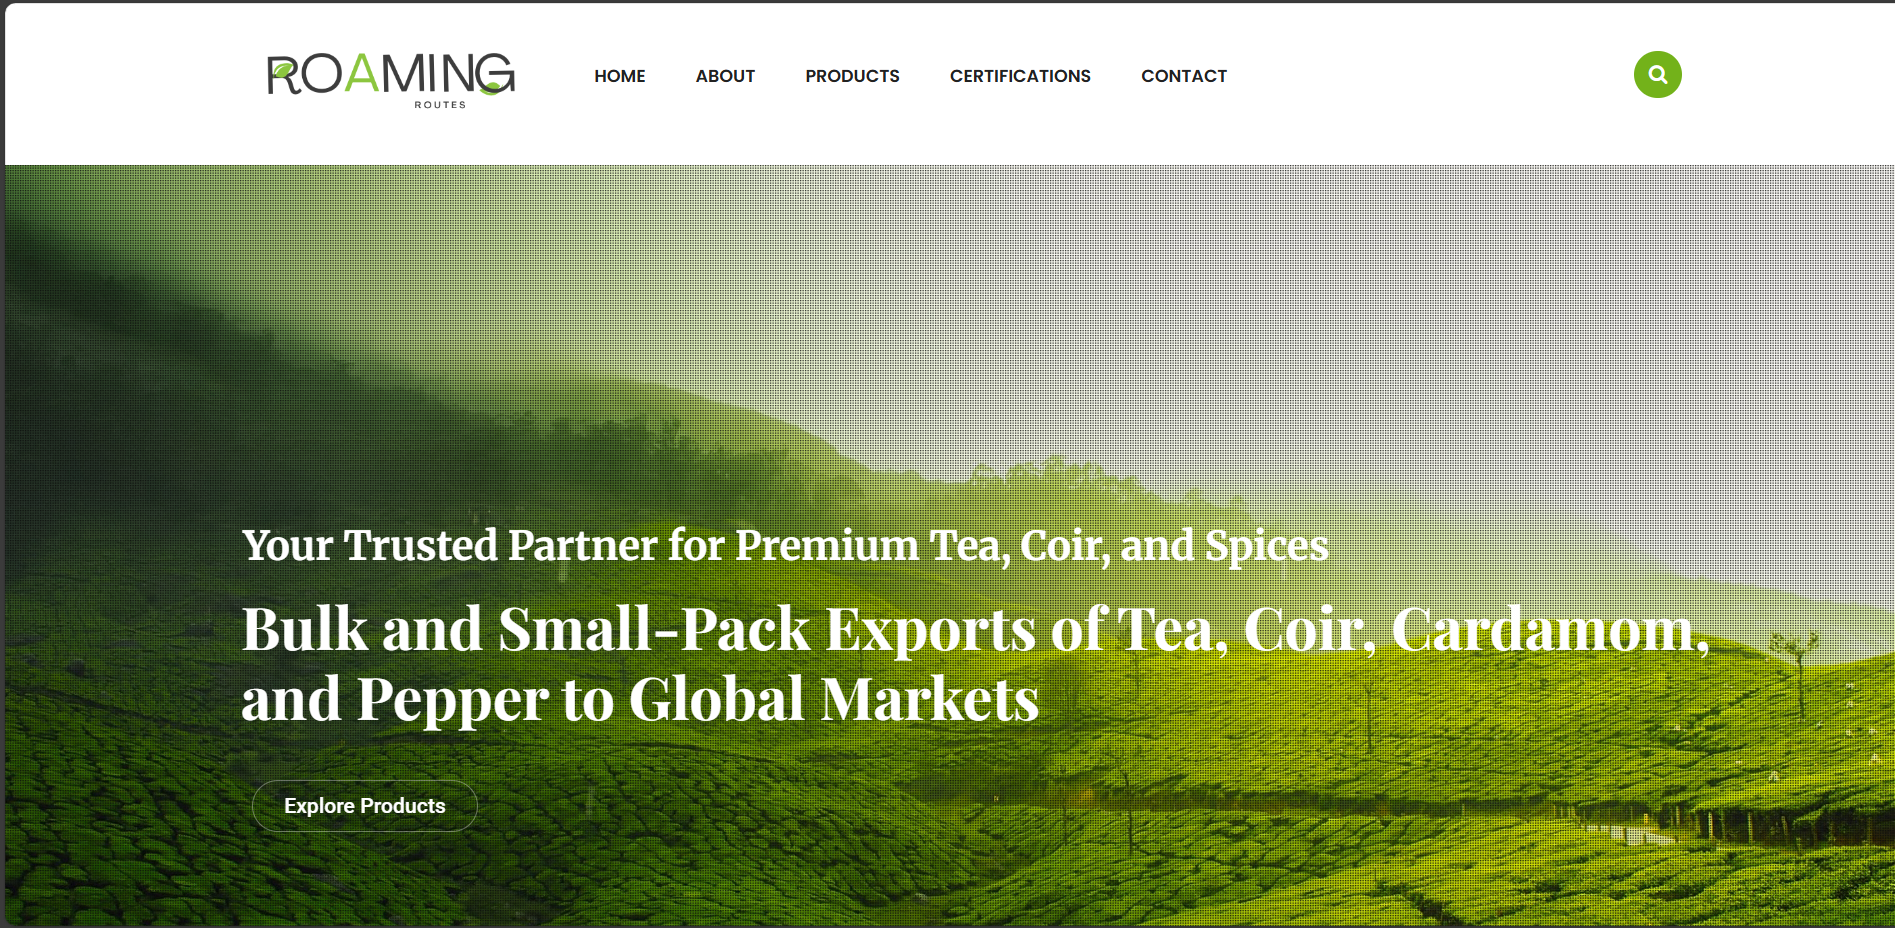 ROAMING
ROUTES
HOME
ABOUT
PRODUCTS
CERTIFICATIONS
CONTACT
Your Trusted Partner for Premium Tea, Coir, and Spices
Bulk and Small-Pack Exports of Tea, Coir, Cardamom,
and Pepper to Global Markets
Explore Products